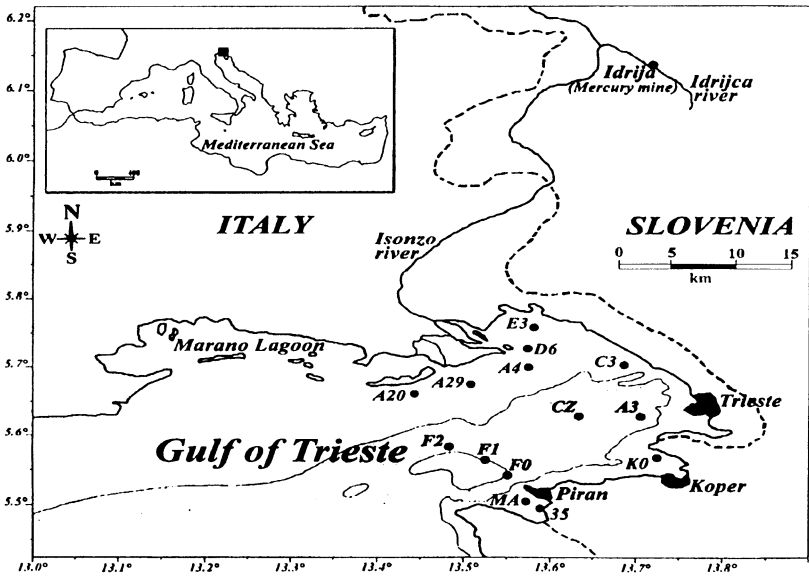 6.2°
6.1°
6.0°
5.9°
5.8°
5.7°
5.6°
5.5°
Mediterranean Sea
km
Idrija
(Mercury mine)
Idrijca
river
N
W E
S
ITALY
SLOVENIA
Isonzo
river
0 5 10 15
km
Marano Lagoon
E3
D6
A4
C3
A29
A20
Trieste
CZ
A3
Gulf of Trieste
F2
F1
F0
K0
Koper
Piran
MA
35
13.0° 13.1° 13.2° 13.3° 13.4° 13.5° 13.6° 13.7° 13.8°